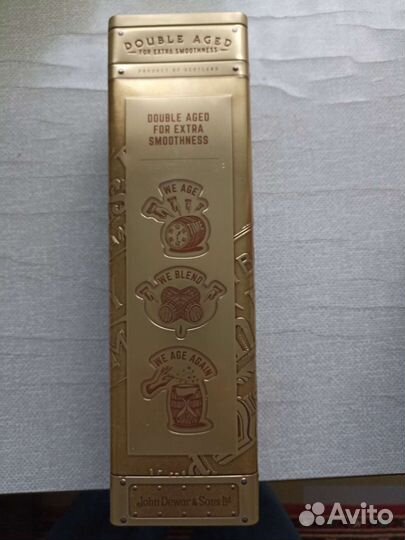 DOUBLE AGED
FOR EXTRA SMOOTHNESS
PRODUCT OF SCOTLAND
DOUBLE AGED
FOR EXTRA
SMOOTHNESS
WE AGE
WE BLEND
WE AGE AGAIN
John Dewar & Sons Ltd
Avito